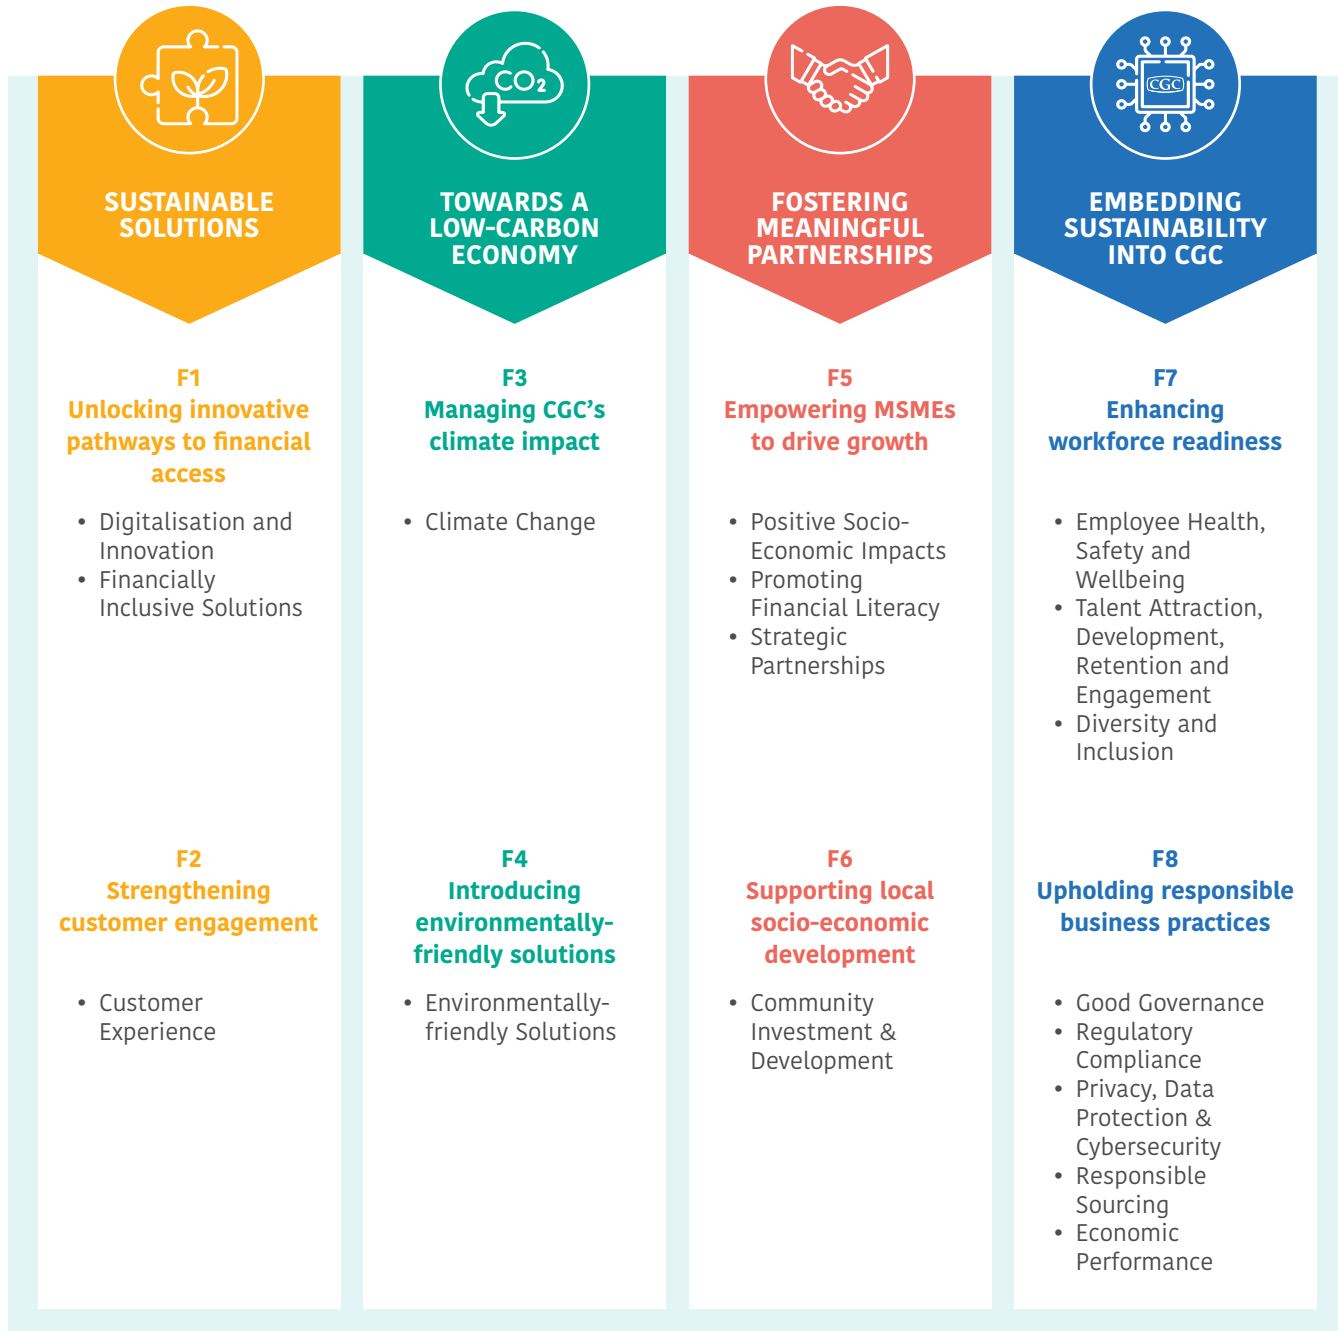 CO2
CGC
SUSTAINABLE
SOLUTIONS
TOWARDS A
LOW-CARBON
ECONOMY
FOSTERING
MEANINGFUL
PARTNERSHIPS
EMBEDDING
SUSTAINABILITY
INTO CGC
F1
Unlocking innovative
pathways to financial
access
• Digitalisation and
Innovation
• Financially
Inclusive Solutions
F2
Strengthening
customer engagement
• Customer
Experience
F3
Managing CGC’s
climate impact
• Climate Change
F4
Introducing
environmentally-
friendly solutions
• Environmentally-
friendly Solutions
F5
Empowering MSMEs
to drive growth
• Positive Socio-
Economic Impacts
• Promoting
Financial Literacy
• Strategic
Partnerships
F6
Supporting local
socio-economic
development
• Community
Investment &
Development
F7
Enhancing
workforce readiness
• Employee Health,
Safety and
Wellbeing
• Talent Attraction,
Development,
Retention and
Engagement
• Diversity and
Inclusion
F8
Upholding responsible
business practices
• Good Governance
• Regulatory
Compliance
• Privacy, Data
Protection &
Cybersecurity
• Responsible
Sourcing
• Economic
Performance